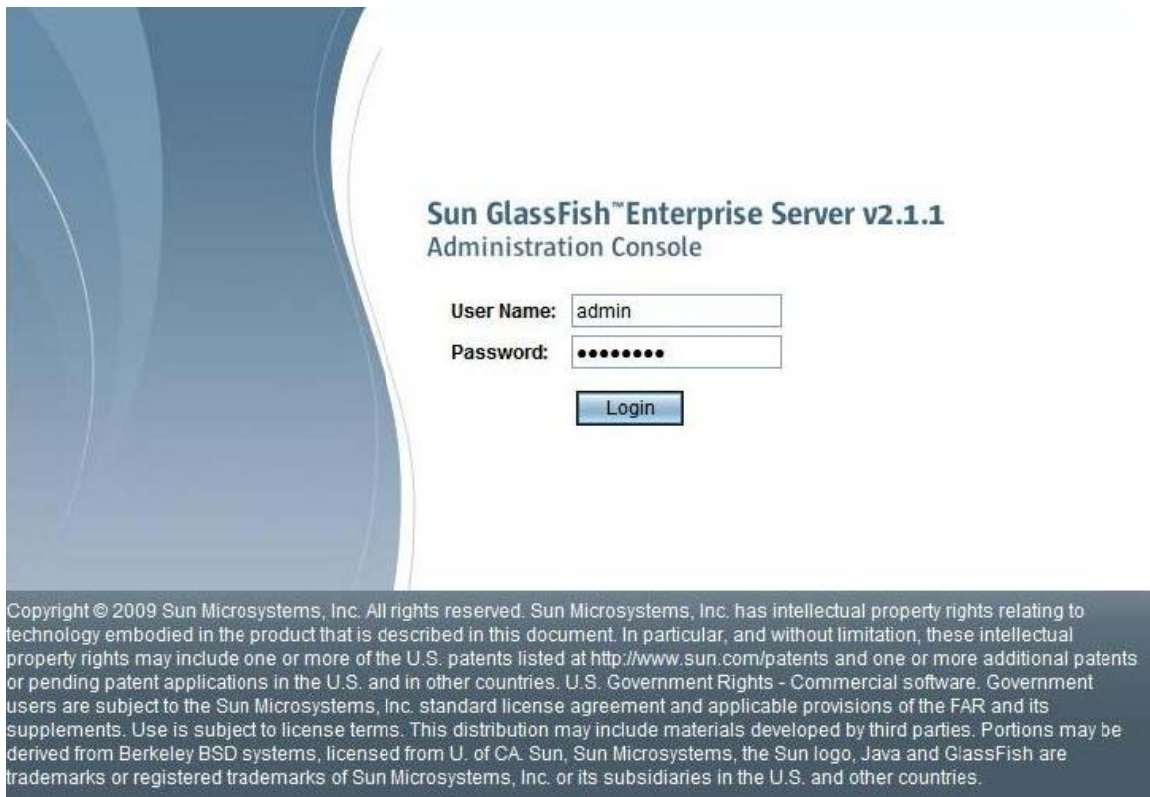 Sun GlassFish™ Enterprise Server v2.1.1
Administration Console
User Name: admin
Password: ••••••••
Login
Copyright © 2009 Sun Microsystems, Inc. All rights reserved. Sun Microsystems, Inc. has intellectual property rights relating to
technology embodied in the product that is described in this document. In particular, and without limitation, these intellectual
property rights may include one or more of the U.S. patents listed at http://www.sun.com/patents and one or more additional patents
or pending patent applications in the U.S. and in other countries. U.S. Government Rights - Commercial software. Government
users are subject to the Sun Microsystems, Inc. standard license agreement and applicable provisions of the FAR and its
supplements. Use is subject to license terms. This distribution may include materials developed by third parties. Portions may be
derived from Berkeley BSD systems, licensed from U. of CA. Sun, Sun Microsystems, the Sun logo, Java and GlassFish are
trademarks or registered trademarks of Sun Microsystems, Inc. or its subsidiaries in the U.S. and other countries.